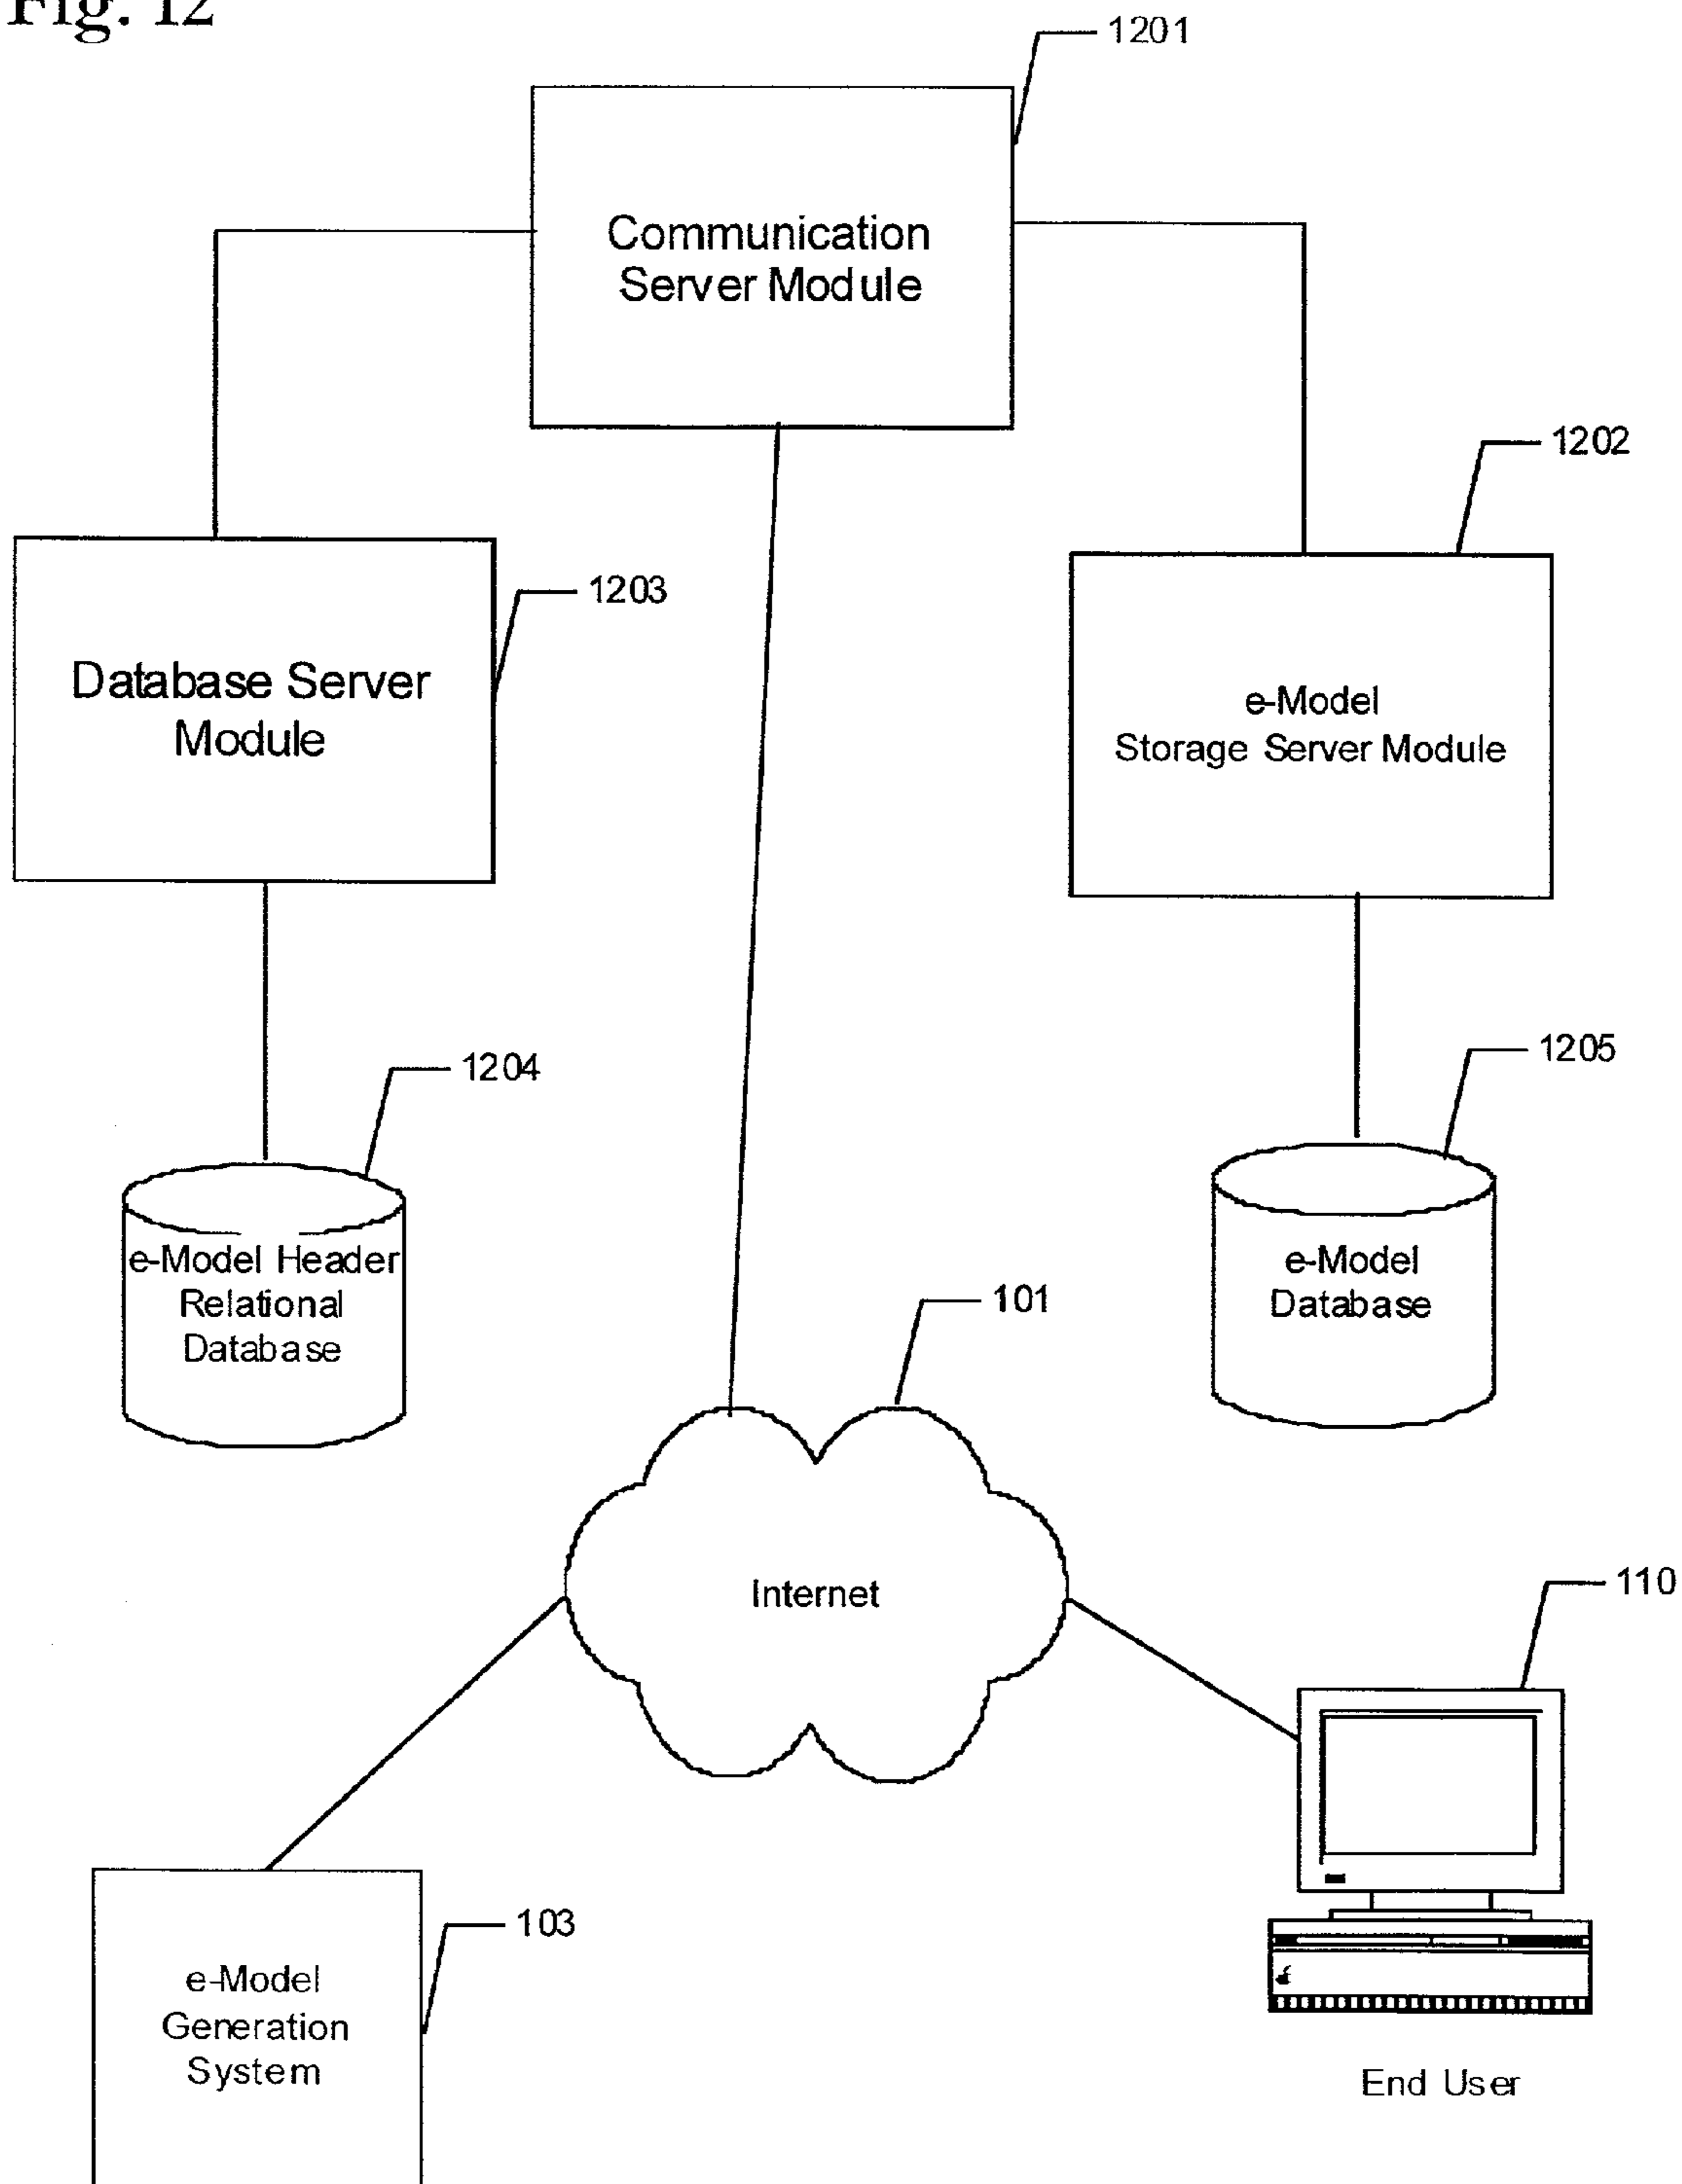 Fig. 12
1201
Communication
Server Module
1202
1203
Database Server
Module
e-Model
Storage Server Module
1204
1205
e-Model Header
Relational
Database
e-Model
Database
101
Internet
110
103
e-Model
Generation
System
End User